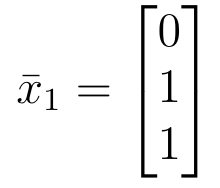 x̄₁ = [0
1
1]